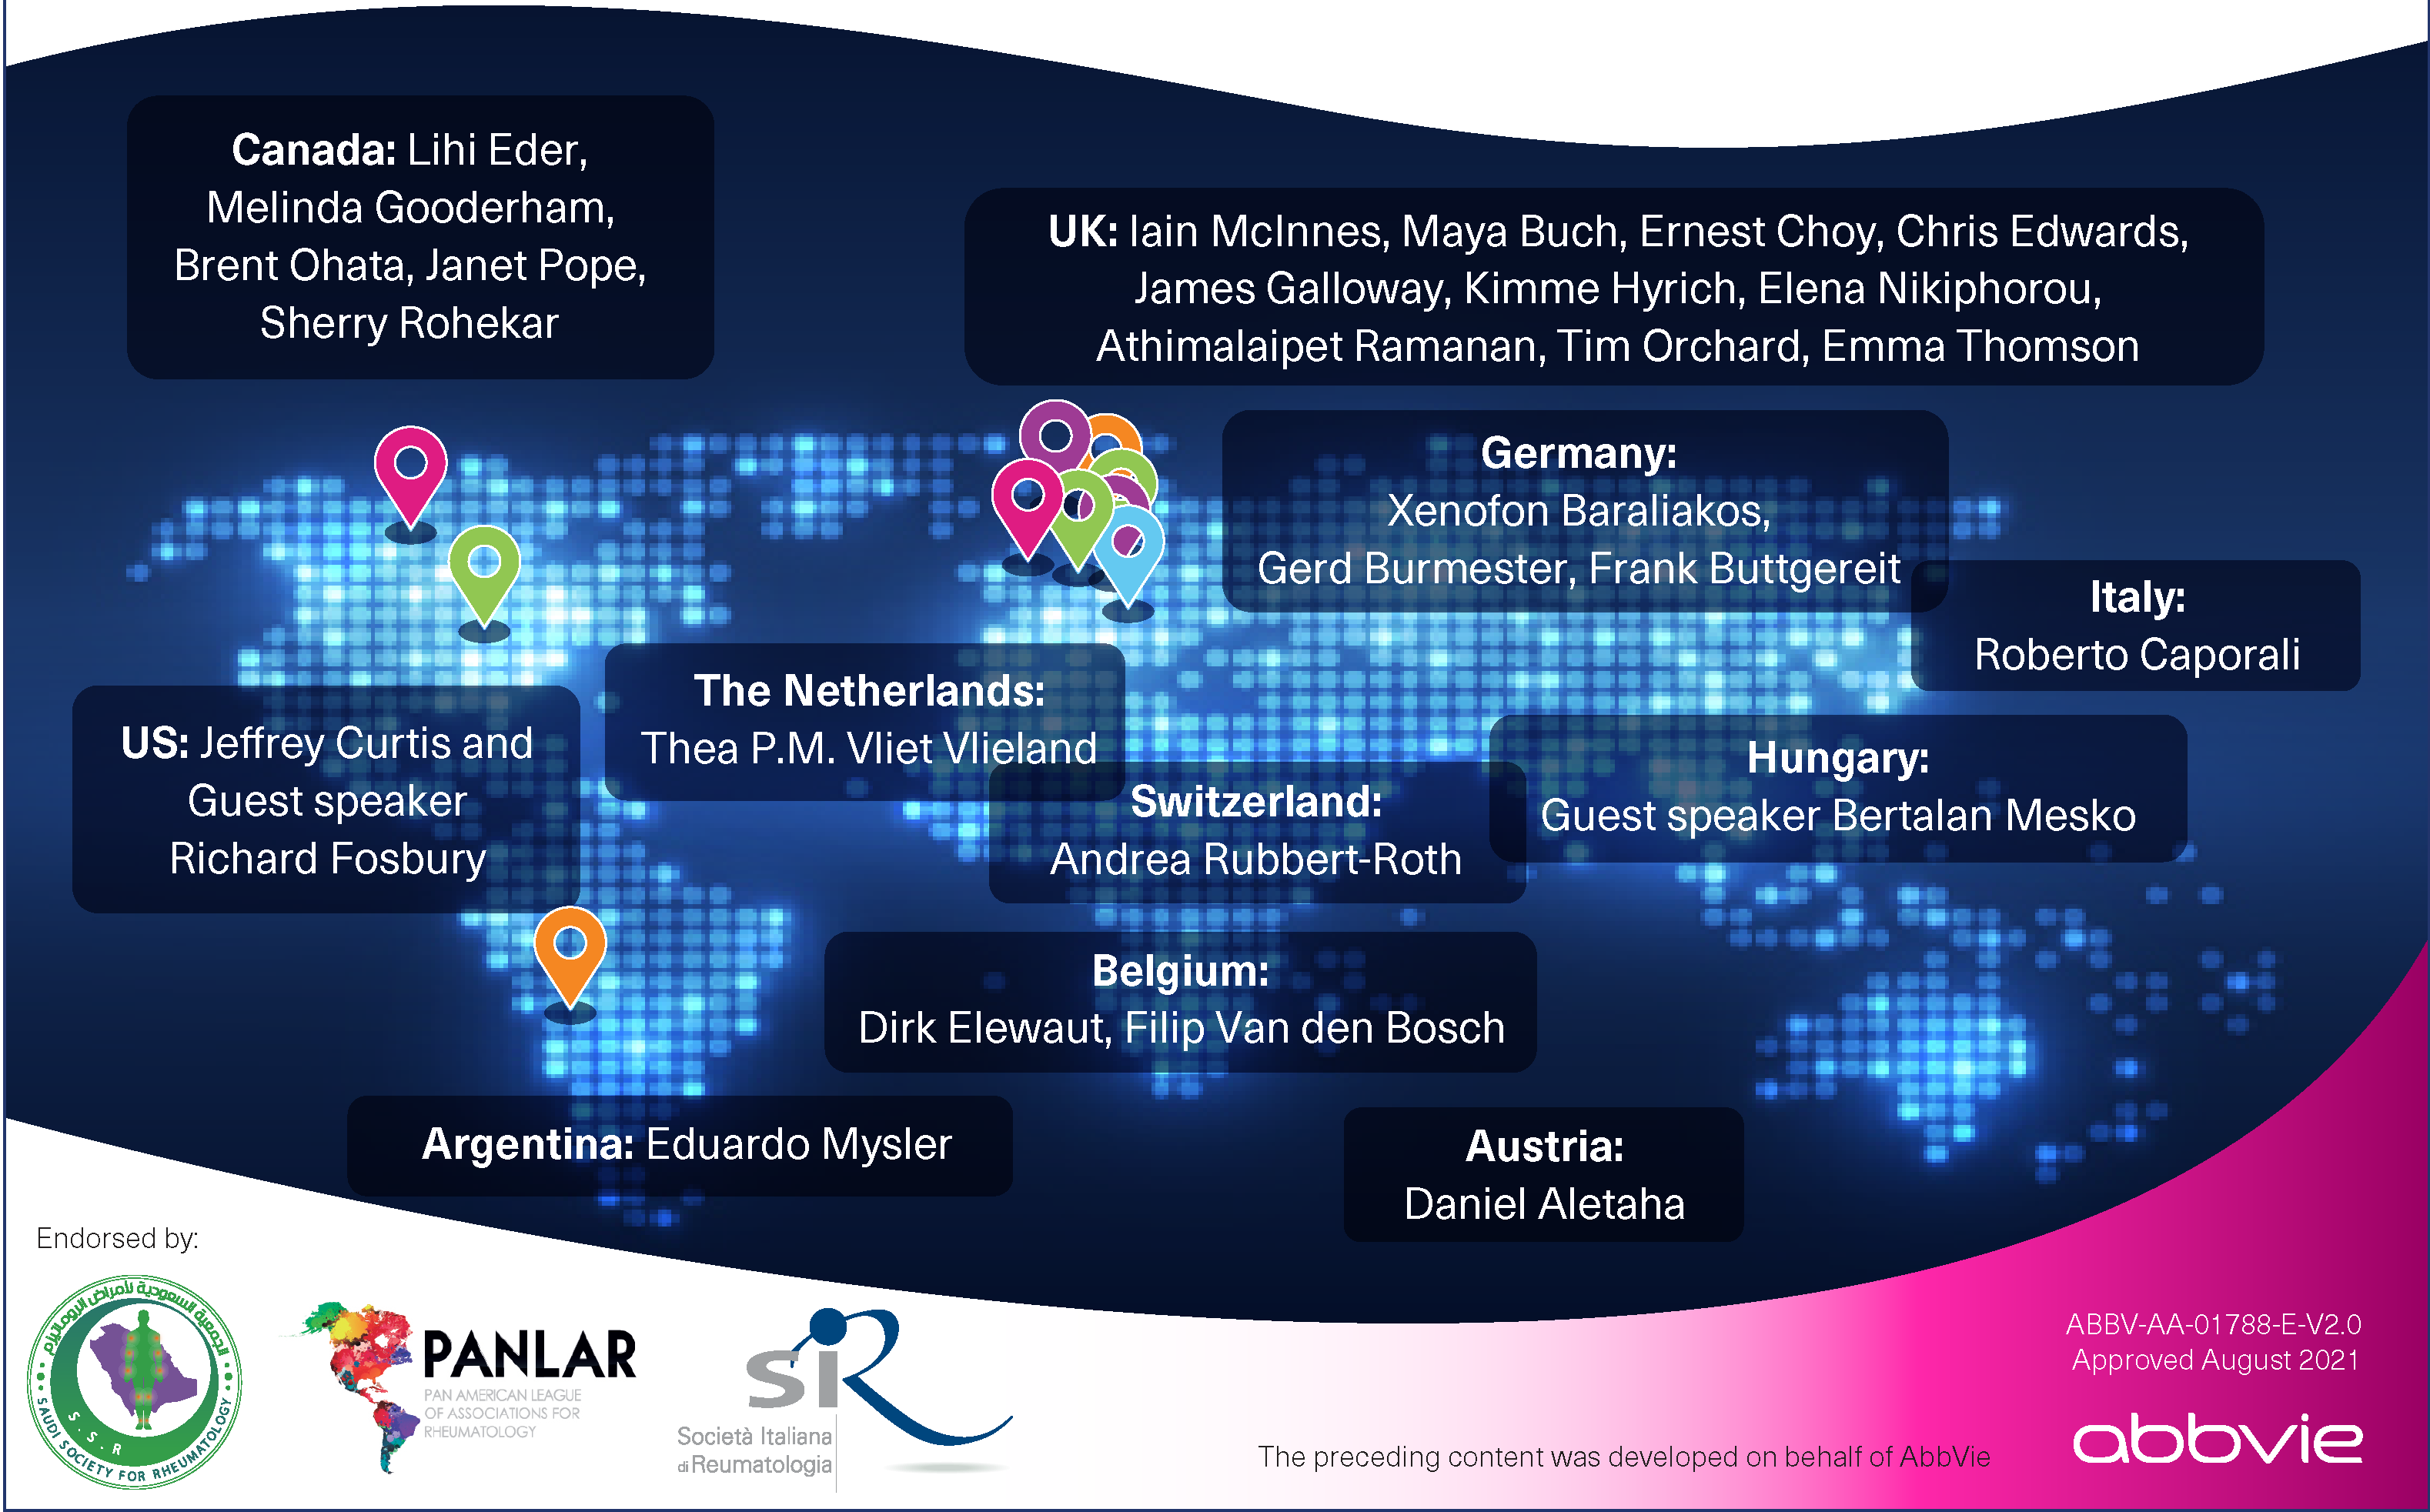 Canada: Lihi Eder,
Melinda Gooderham,
Brent Ohata, Janet Pope,
Sherry Rohekar
UK: Iain McInnes, Maya Buch, Ernest Choy, Chris Edwards,
James Galloway, Kimme Hyrich, Elena Nikiphorou,
Athimalaipet Ramanan, Tim Orchard, Emma Thomson
Germany:
Xenofon Baraliakos,
Gerd Burmester, Frank Buttgereit
Italy:
Roberto Caporali
The Netherlands:
Thea P.M. Vliet Vlieland
US: Jeffrey Curtis and
Guest speaker
Richard Fosbury
Switzerland:
Andrea Rubbert-Roth
Hungary:
Guest speaker Bertalan Mesko
Belgium:
Dirk Elewaut, Filip Van den Bosch
Argentina: Eduardo Mysler
Austria:
Daniel Aletaha
Endorsed by:
الجمعية السعودية لأمراض الروماتيزم
S . S . R
SAUDI SOCIETY FOR RHEUMATOLOGY
PANLAR
PAN AMERICAN LEAGUE
OF ASSOCIATIONS FOR
RHEUMATOLOGY
SIR
Società Italiana
di Reumatologia
The preceding content was developed on behalf of AbbVie
ABBV-AA-01788-E-V2.0
Approved August 2021
abbvie